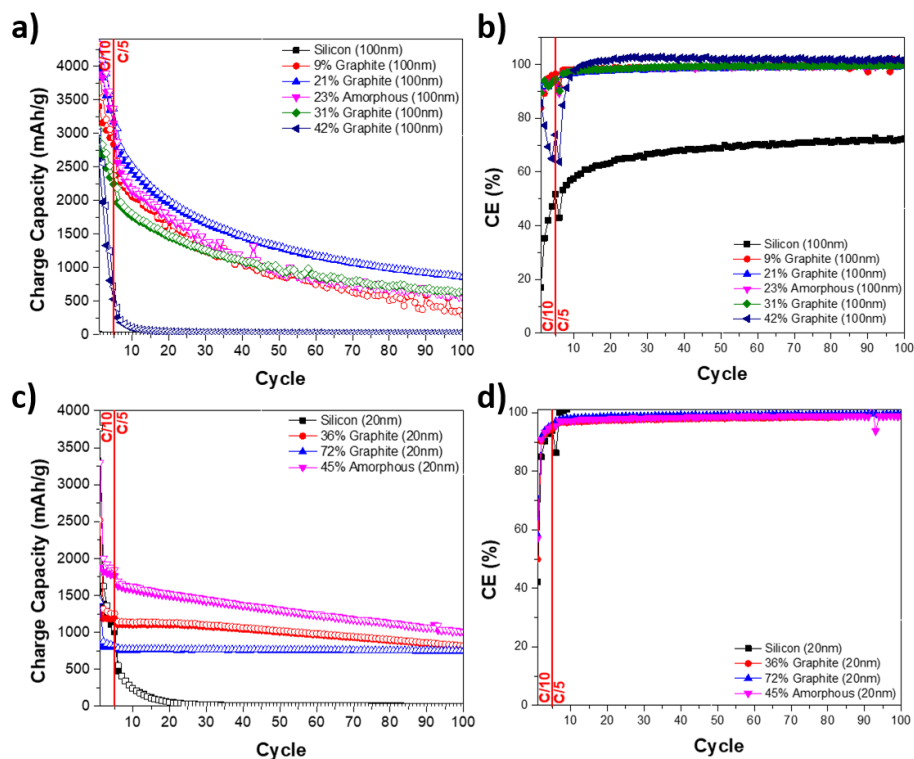 a)
C/10
C/5
Silicon (100nm)
9% Graphite (100nm)
21% Graphite (100nm)
23% Amorphous (100nm)
31% Graphite (100nm)
42% Graphite (100nm)
4000
3500
3000
2500
2000
1500
1000
500
0
Charge Capacity (mAh/g)
10 20 30 40 50 60 70 80 90 100
Cycle
b)
100
80
60
40
20
0
CE (%)
Silicon (100nm)
9% Graphite (100nm)
21% Graphite (100nm)
23% Amorphous (100nm)
31% Graphite (100nm)
42% Graphite (100nm)
C/10
C/5
10 20 30 40 50 60 70 80 90 100
Cycle
c)
C/10
C/5
Silicon (20nm)
36% Graphite (20nm)
72% Graphite (20nm)
45% Amorphous (20nm)
4000
3500
3000
2500
2000
1500
1000
500
0
Charge Capacity (mAh/g)
10 20 30 40 50 60 70 80 90 100
Cycle
d)
100
80
60
40
20
0
CE (%)
Silicon (20nm)
36% Graphite (20nm)
72% Graphite (20nm)
45% Amorphous (20nm)
C/10
C/5
10 20 30 40 50 60 70 80 90 100
Cycle